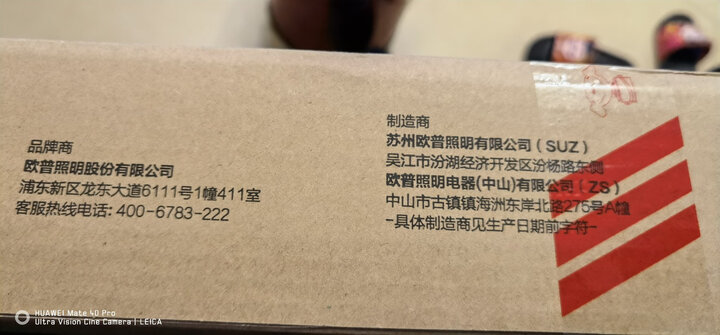 品牌商
欧普照明股份有限公司
浦东新区龙东大道6111号1幢411室
客服热线电话: 400-6783-222
制造商
苏州欧普照明有限公司(SUZ)
吴江市汾湖经济开发区汾杨路东侧
欧普照明电器(中山)有限公司(ZS)
中山市古镇镇海洲东岸北路275号A幢
-具体制造商见生产日期前字符-
HUAWEI Mate 40 Pro
Ultra Vision Cine Camera | LEICA